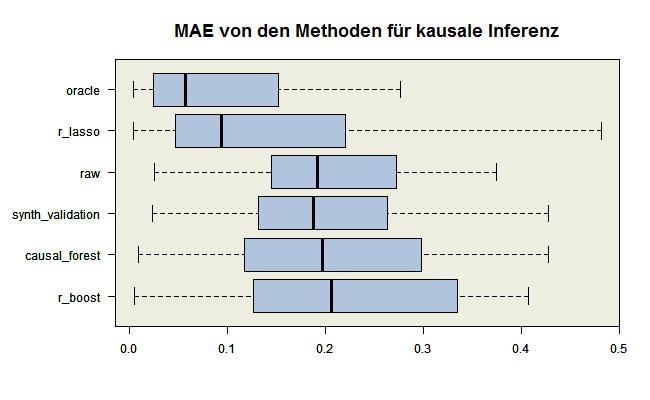 MAE von den Methoden für kausale Inferenz
oracle
r_lasso
raw
synth_validation
causal_forest
r_boost
0.0 0.1 0.2 0.3 0.4 0.5